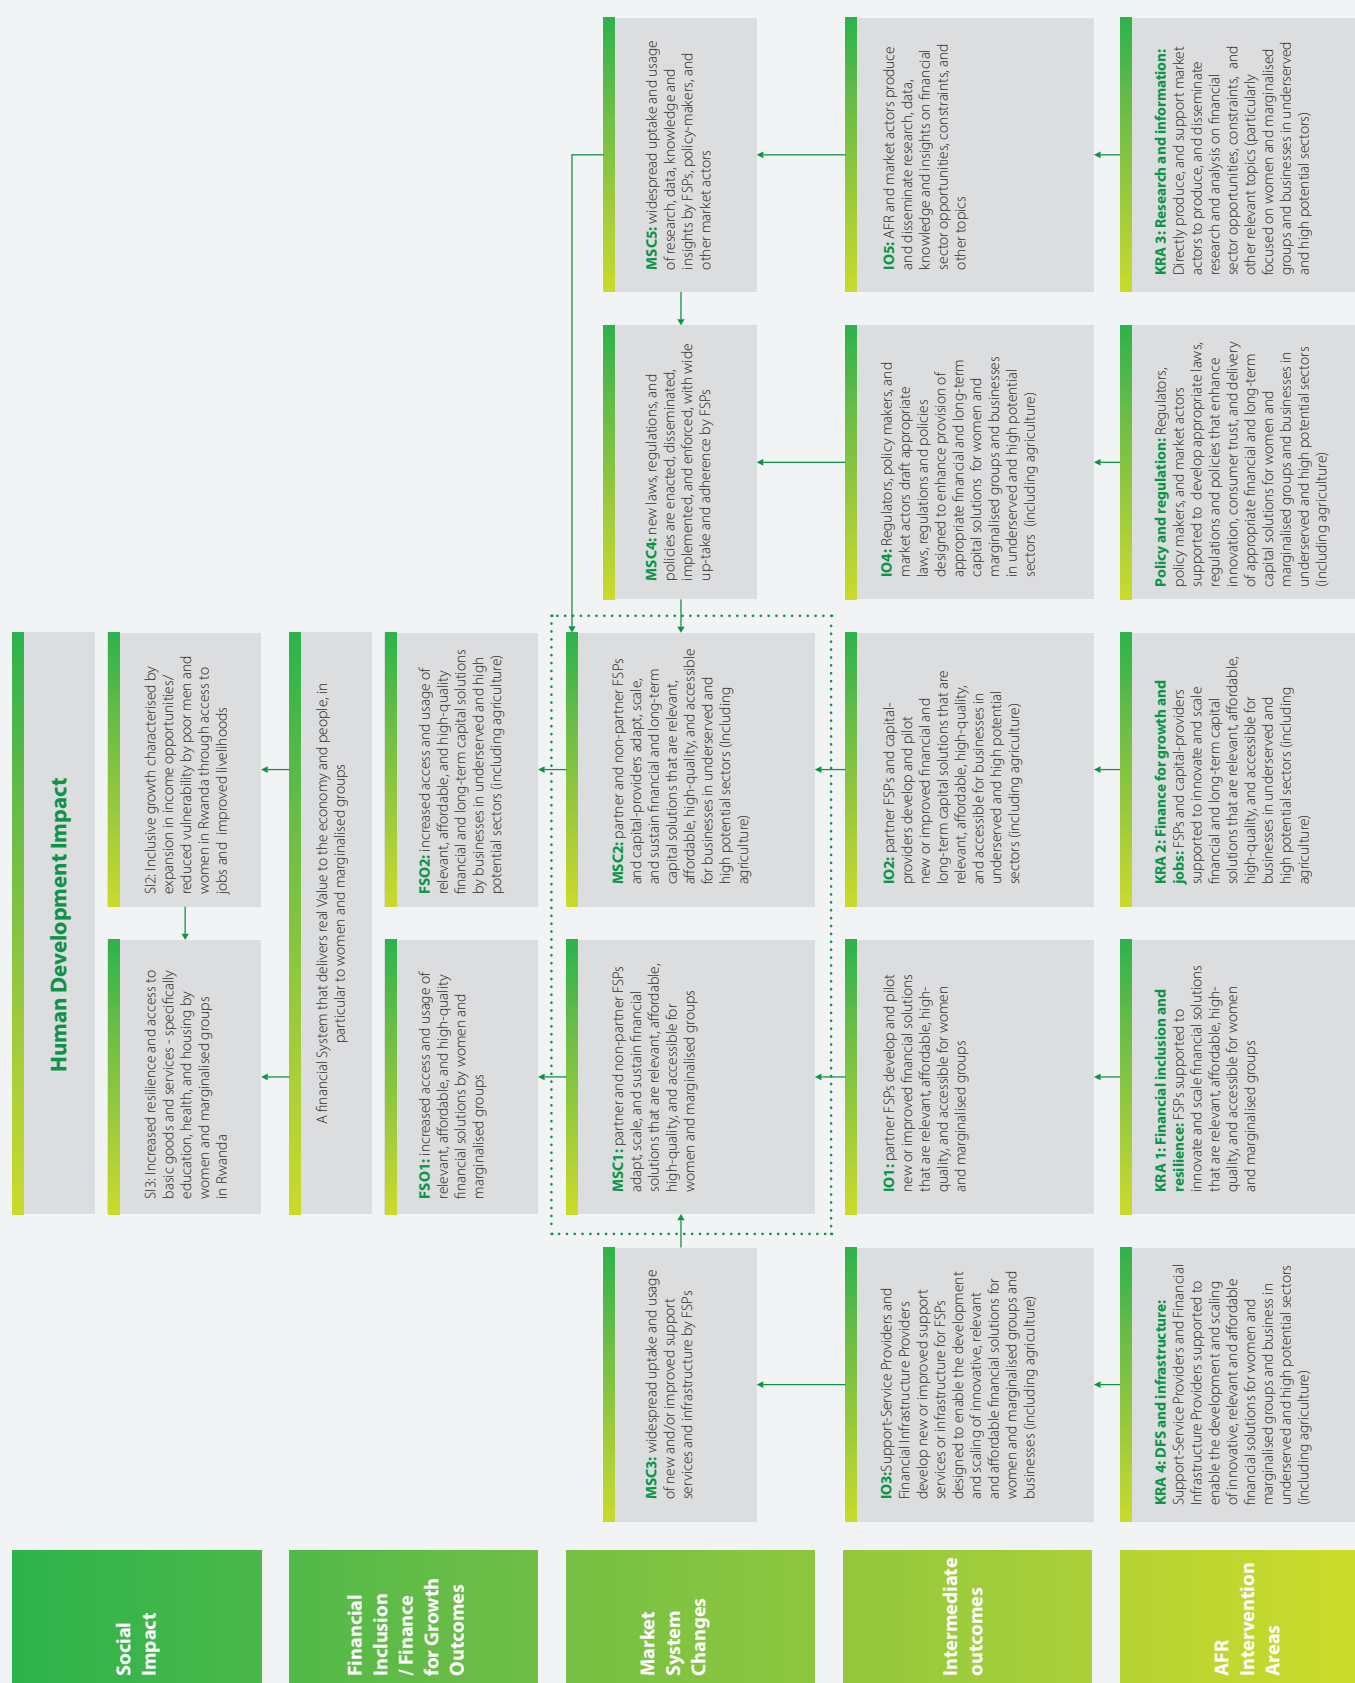 Social
Impact
Human Development Impact
SI3: Increased resilience and access to
basic goods and services - specifically
education, health, and housing by
women and marginalised groups
in Rwanda
SI2: Inclusive growth characterised by
expansion in income opportunities/
reduced vulnerability by poor men and
women in Rwanda through access to
jobs and improved livelihoods
Financial
Inclusion
/ Finance
for Growth
Outcomes
A financial System that delivers real Value to the economy and people, in
particular to women and marginalised groups
FSO1: increased access and usage of
relevant, affordable, and high-quality
financial solutions by women and
marginalised groups
FSO2: increased access and usage of
relevant, affordable, and high-quality
financial and long-term capital solutions
by businesses in underserved and high
potential sectors (including agriculture)
Market
System
Changes
MSC3: widespread uptake and usage
of new and/or improved support
services and infrastructure by FSPs
MSC1: partner and non-partner FSPs
adapt, scale, and sustain financial
solutions that are relevant, affordable,
high-quality, and accessible for
women and marginalised groups
MSC2: partner and non-partner FSPs
and capital-providers adapt, scale,
and sustain financial and long-term
capital solutions that are relevant,
affordable, high-quality, and accessible
for businesses in underserved and
high potential sectors (including
agriculture)
MSC4: new laws, regulations, and
policies are enacted, disseminated,
implemented, and enforced, with wide
up-take and adherence by FSPs
MSC5: widespread uptake and usage
of research, data, knowledge and
insights by FSPs, policy-makers, and
other market actors
Intermediate
outcomes
IO3:Support-Service Providers and
Financial Infrastructure Providers
develop new or improved support
services or infrastructure for FSPs
designed to enable the development
and scaling of innovative, relevant
and affordable financial solutions for
women and marginalised groups and
businesses (including agriculture)
IO1: partner FSPs develop and pilot
new or improved financial solutions
that are relevant, affordable, high-
quality, and accessible for women
and marginalised groups
IO2: partner FSPs and capital-
providers develop and pilot
new or improved financial and
long-term capital solutions that are
relevant, affordable, high-quality,
and accessible for businesses in
underserved and high potential
sectors (including agriculture)
IO4: Regulators, policy makers, and
market actors draft appropriate
laws, regulations and policies
designed to enhance provision of
appropriate financial and long-term
capital solutions for women and
marginalised groups and businesses
in underserved and high potential
sectors (including agriculture)
IO5: AFR and market actors produce
and disseminate research, data,
knowledge and insights on financial
sector opportunities, constraints, and
other topics
AFR
Intervention
Areas
KRA 4: DFS and infrastructure:
Support-Service Providers and Financial
Infrastructure Providers supported to
enable the development and scaling
of innovative, relevant and affordable
financial solutions for women and
marginalised groups and business in
underserved and high potential sectors
(including agriculture)
KRA 1: Financial inclusion and
resilience: FSPs supported to
innovate and scale financial solutions
that are relevant, affordable, high-
quality, and accessible for women
and marginalised groups
KRA 2: Finance for growth and
jobs: FSPs and capital-providers
supported to innovate and scale
financial and long-term capital
solutions that are relevant, affordable,
high-quality, and accessible for
businesses in underserved and
high potential sectors (including
agriculture)
Policy and regulation: Regulators,
policy makers, and market actors
supported to develop appropriate laws,
regulations and policies that enhance
innovation, consumer trust, and delivery
of appropriate financial and long-term
capital solutions for women and
marginalised groups and businesses in
underserved and high potential sectors
(including agriculture)
KRA 3: Research and information:
Directly produce, and support market
actors to produce, and disseminate
research and analysis on financial
sector opportunities, constraints, and
other relevant topics (particularly
focused on women and marginalised
groups and businesses in underserved
and high potential sectors)